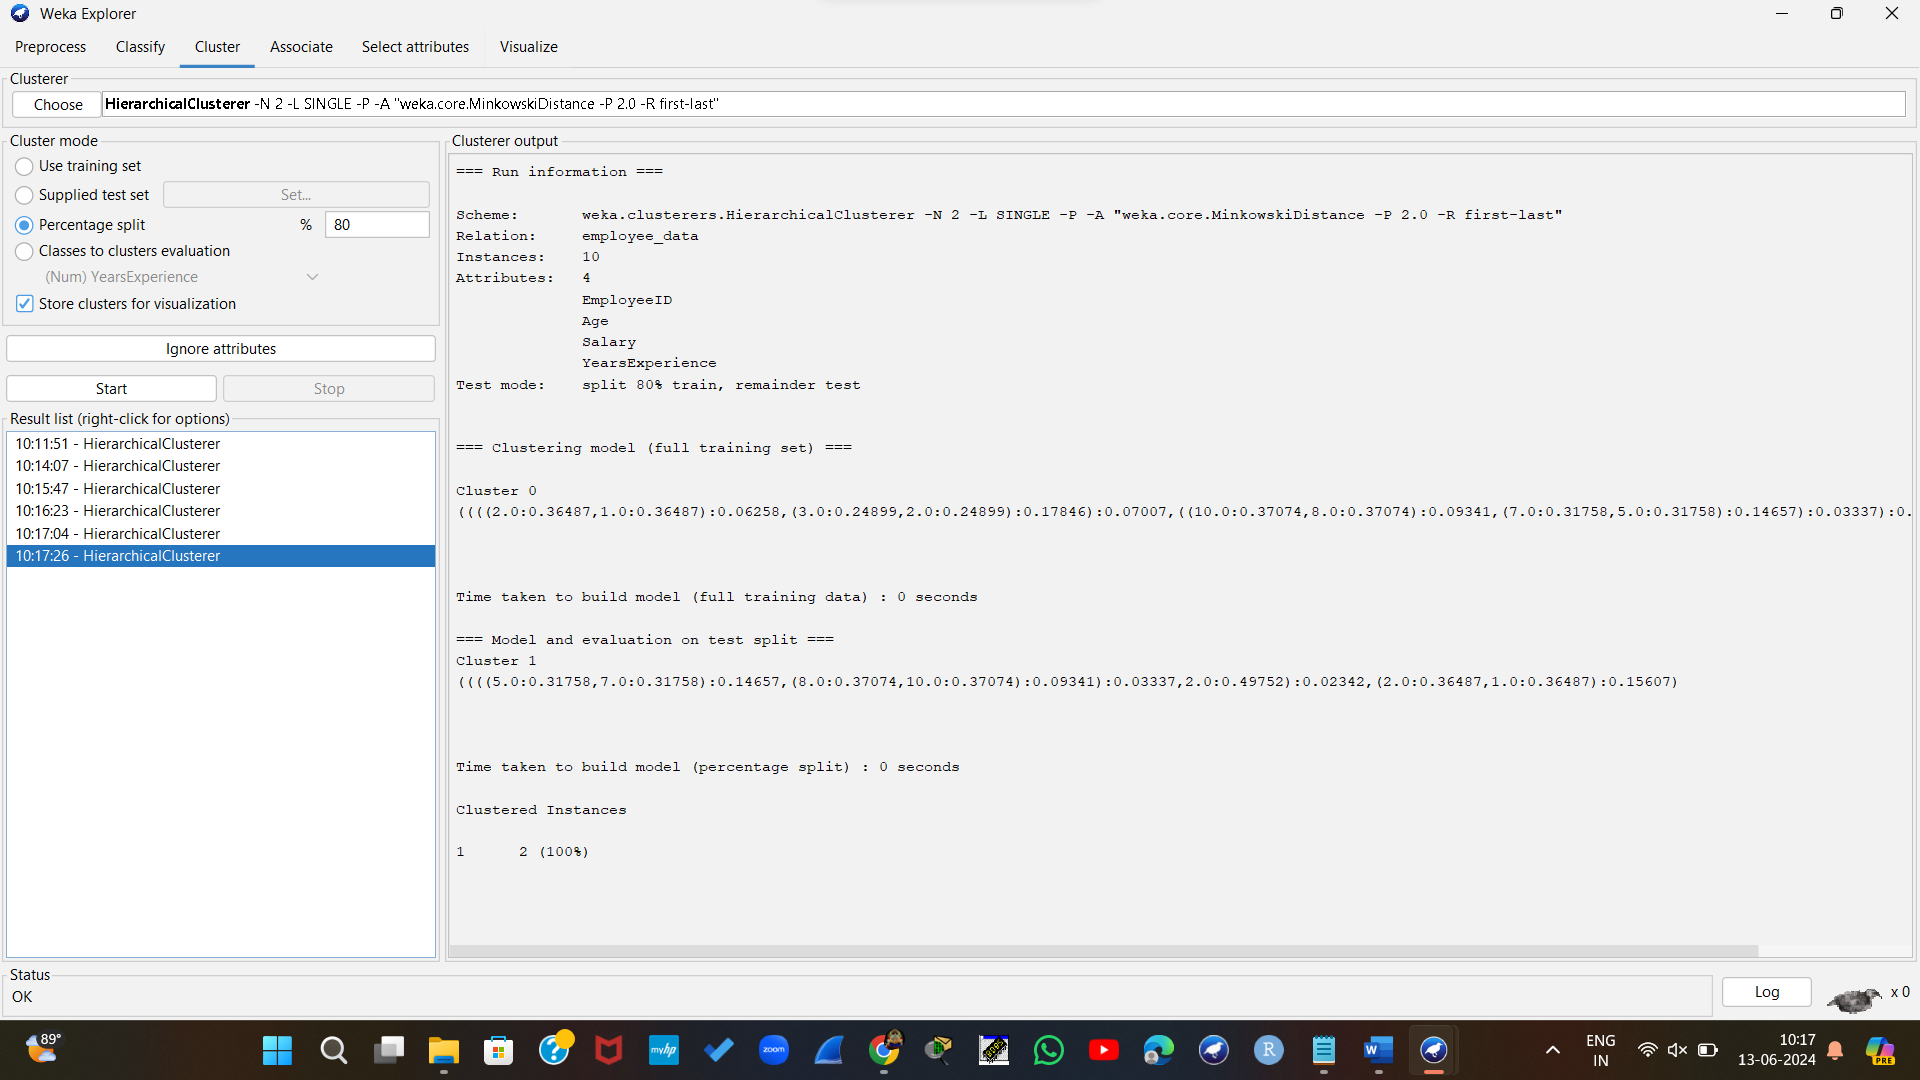 Weka Explorer
Preprocess Classify Cluster Associate Select attributes Visualize
Clusterer
Choose HierarchicalClusterer -N 2 -L SINGLE -P -A "weka.core.MinkowskiDistance -P 2.0 -R first-last"
Cluster mode
Use training set
Supplied test set Set...
Percentage split % 80
Classes to clusters evaluation
(Num) YearsExperience
Store clusters for visualization
Ignore attributes
Start Stop
Result list (right-click for options)
10:11:51 - HierarchicalClusterer
10:14:07 - HierarchicalClusterer
10:15:47 - HierarchicalClusterer
10:16:23 - HierarchicalClusterer
10:17:04 - HierarchicalClusterer
10:17:26 - HierarchicalClusterer
Clusterer output
=== Run information ===
Scheme: weka.clusterers.HierarchicalClusterer -N 2 -L SINGLE -P -A "weka.core.MinkowskiDistance -P 2.0 -R first-last"
Relation: employee_data
Instances: 10
Attributes: 4
EmployeeID
Age
Salary
YearsExperience
Test mode: split 80% train, remainder test
=== Clustering model (full training set) ===
Cluster 0
((((2.0:0.36487,1.0:0.36487):0.06258,(3.0:0.24899,2.0:0.24899):0.17846):0.07007,((10.0:0.37074,8.0:0.37074):0.09341,(7.0:0.31758,5.0:0.31758):0.14657):0.03337):0.
Time taken to build model (full training data) : 0 seconds
=== Model and evaluation on test split ===
Cluster 1
((((5.0:0.31758,7.0:0.31758):0.14657,(8.0:0.37074,10.0:0.37074):0.09341):0.03337,2.0:0.49752):0.02342,(2.0:0.36487,1.0:0.36487):0.15607)
Time taken to build model (percentage split) : 0 seconds
Clustered Instances
1 2 (100%)
Status
OK
Log x 0
89°
myhp
zoom
R
W
ENG
IN
10:17
13-06-2024
PRE